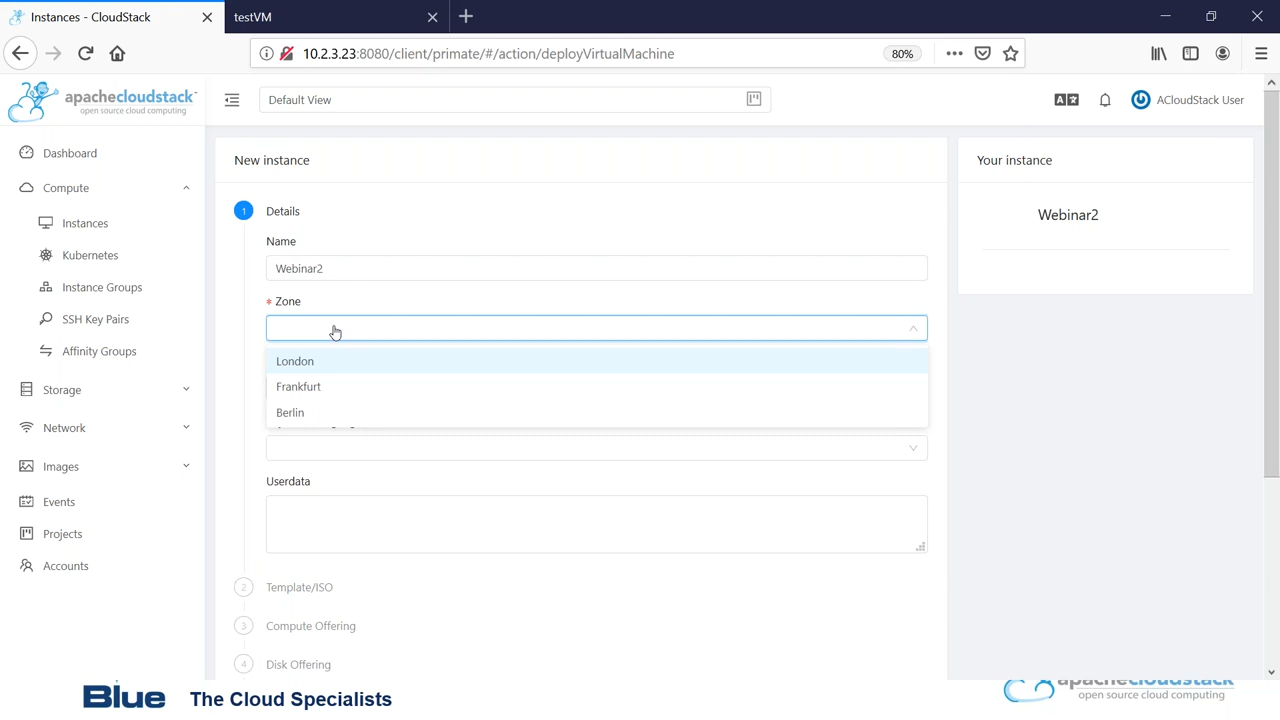 Instances - CloudStack
testVM
10.2.3.23:8080/client/primate/#/action/deployVirtualMachine
80%
apachecloudstack™
open source cloud computing
Default View
ACloudStack User
Dashboard
Compute
Instances
Kubernetes
Instance Groups
SSH Key Pairs
Affinity Groups
Storage
Network
Images
Events
Projects
Accounts
New instance
1 Details
Name
Webinar2
* Zone
London
Frankfurt
Berlin
Userdata
2 Template/ISO
3 Compute Offering
4 Disk Offering
Your instance
Webinar2
Blue The Cloud Specialists
apachecloudstack
open source cloud computing